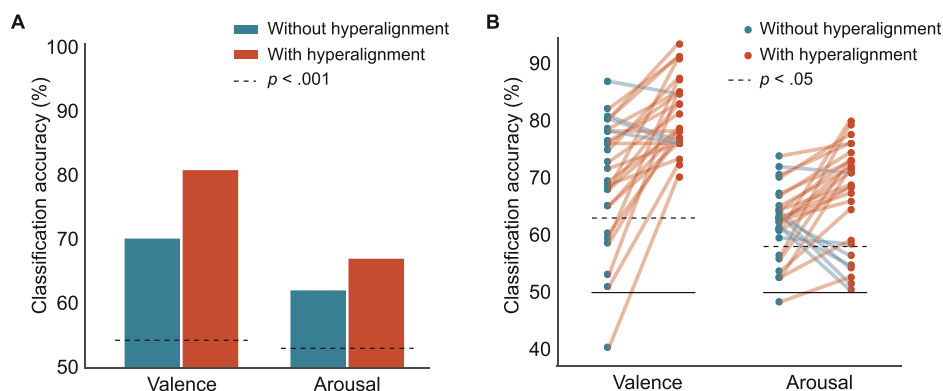 A
Without hyperalignment
With hyperalignment
p < .001
Classification accuracy (%)
100
90
80
70
60
50
Valence
Arousal
B
Without hyperalignment
With hyperalignment
p < .05
Classification accuracy (%)
90
80
70
60
50
40
Valence
Arousal